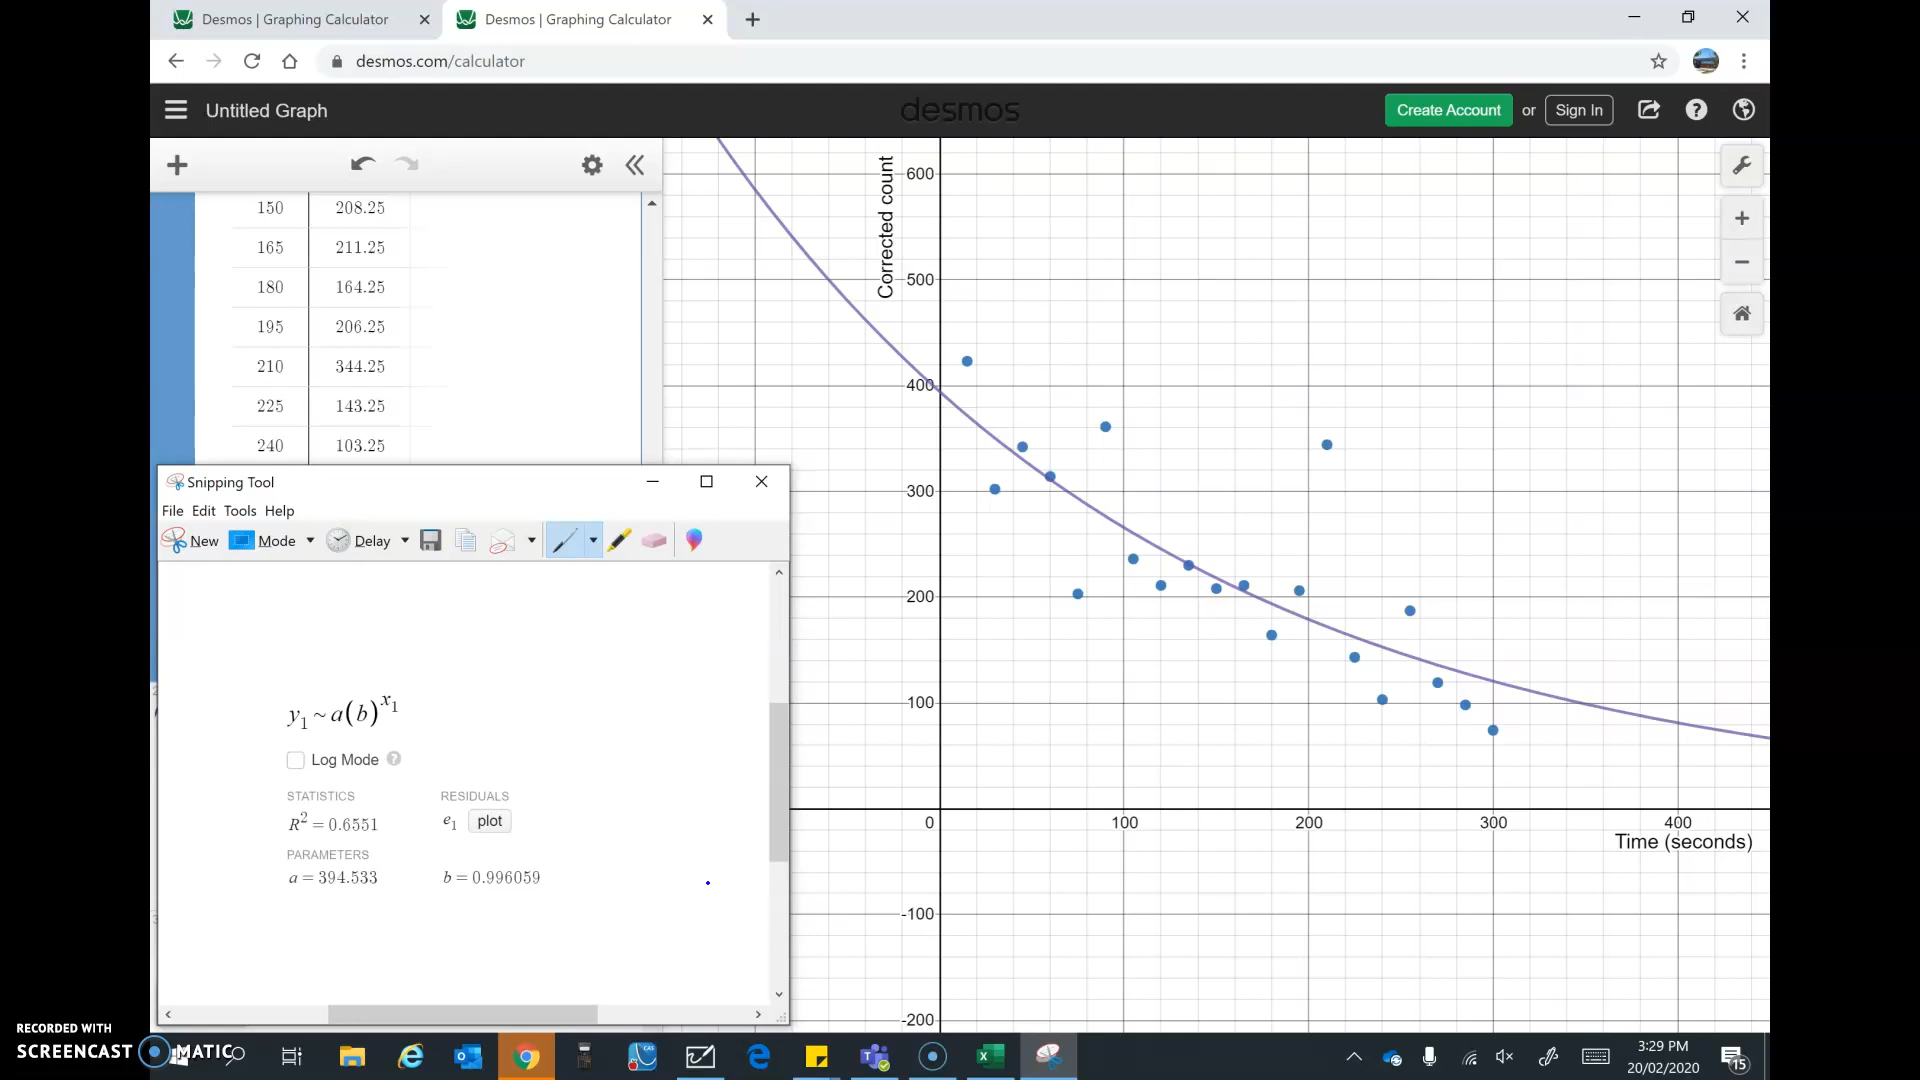 Desmos | Graphing Calculator
Desmos | Graphing Calculator
desmos.com/calculator
Untitled Graph
desmos
Create Account or Sign In
150 208.25
165 211.25
180 164.25
195 206.25
210 344.25
225 143.25
240 103.25
Snipping Tool
File Edit Tools Help
New Mode Delay
y₁ ~ a(b)^x₁
Log Mode ?
STATISTICS RESIDUALS
R² = 0.6551 e₁ plot
PARAMETERS
a = 394.533 b = 0.996059
Corrected count
600
500
400
300
200
100
0 100 200 300 400
Time (seconds)
-100
-200
RECORDED WITH
SCREENCAST MATIC
3:29 PM
20/02/2020
15